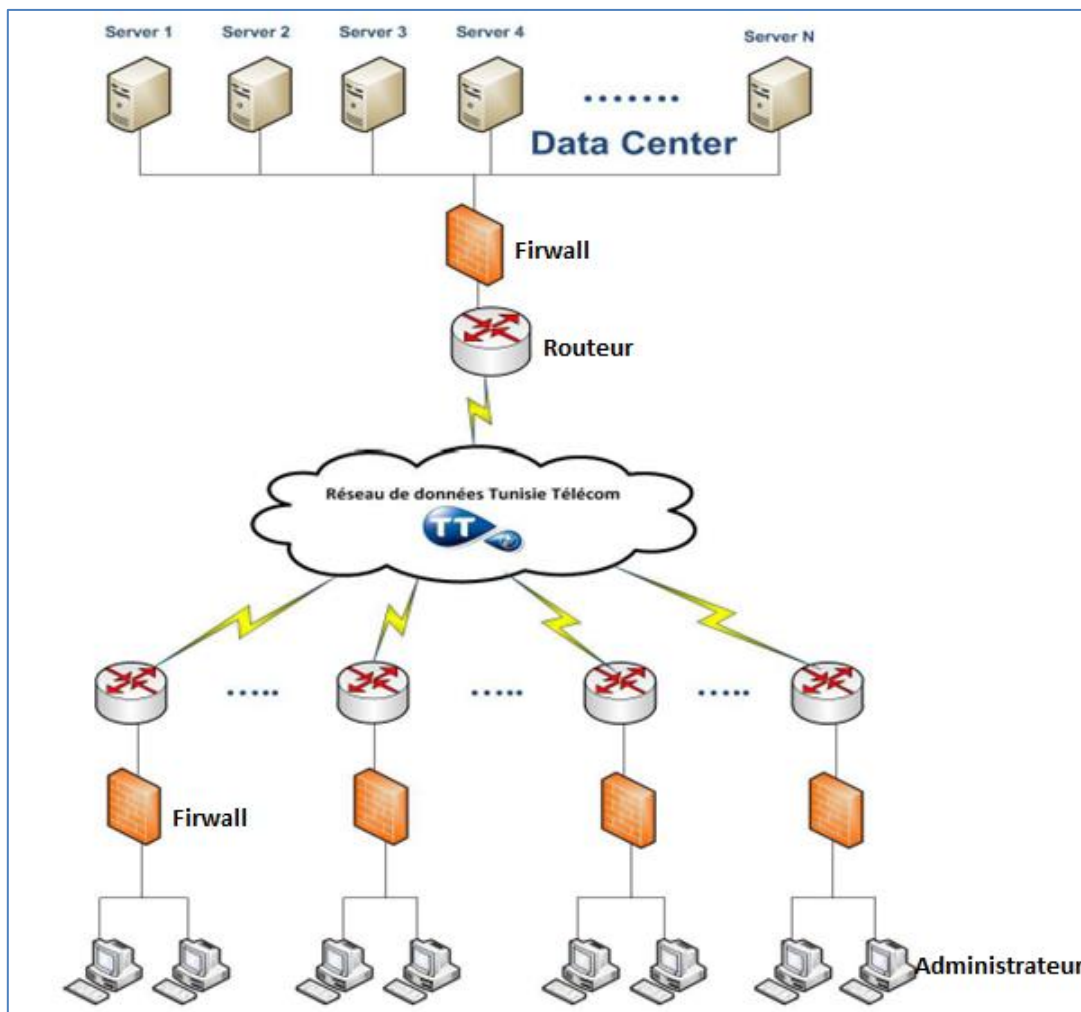 Server 1
Server 2
Server 3
Server 4
Server N
.......
Data Center
Firwall
Routeur
Réseau de données Tunisie Télécom
TT
.....
.....
.....
Firwall
Administrateur